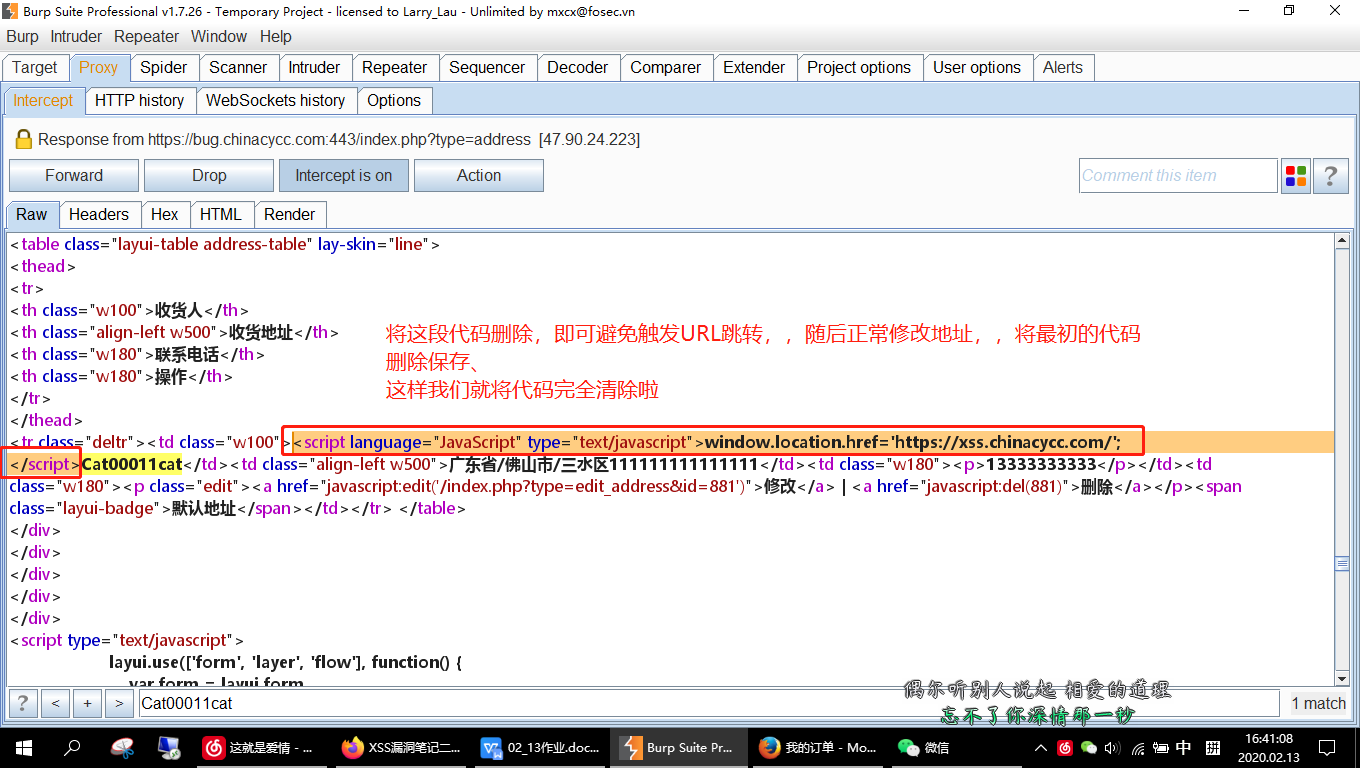 Burp Suite Professional v1.7.26 - Temporary Project - licensed to Larry_Lau - Unlimited by mxcx@fosec.vn
Burp Intruder Repeater Window Help
Target Proxy Spider Scanner Intruder Repeater Sequencer Decoder Comparer Extender Project options User options Alerts
Intercept HTTP history WebSockets history Options
Response from https://bug.chinacycc.com:443/index.php?type=address [47.90.24.223]
Forward Drop Intercept is on Action Comment this item ?
Raw Headers Hex HTML Render
<table class="layui-table address-table" lay-skin="line">
<thead>
<tr>
<th class="w100">收货人</th>
<th class="align-left w500">收货地址</th>
<th class="w180">联系电话</th>
<th class="w180">操作</th>
</tr>
</thead>
将这段代码删除，即可避免触发URL跳转，，随后正常修改地址，，将最初的代码
删除保存、
这样我们就将代码完全清除啦
<tr class="deltr"><td class="w100"><script language="JavaScript" type="text/javascript">window.location.href='https://xss.chinacycc.com/';
</script>Cat00011cat</td><td class="align-left w500">广东省/佛山市/三水区111111111111111</td><td class="w180"><p>13333333333</p></td><td
class="w180"><p class="edit"><a href="javascript:edit('/index.php?type=edit_address&id=881')">修改</a> | <a href="javascript:del(881)">删除</a></p><span
class="layui-badge">默认地址</span></td></tr> </table>
</div>
</div>
</div>
</div>
</div>
<script type="text/javascript">
layui.use(['form', 'layer', 'flow'], function() {
var form = layui.form
? < + > Cat00011cat 1 match
偶尔听别人说起 相爱的道理
忘不了你深情那一秒
这就是爱情 - ... XSS漏洞笔记二... 02_13作业.doc... Burp Suite Pr... 我的订单 - Mo... 微信 中 拼 16:41:08
2020.02.13